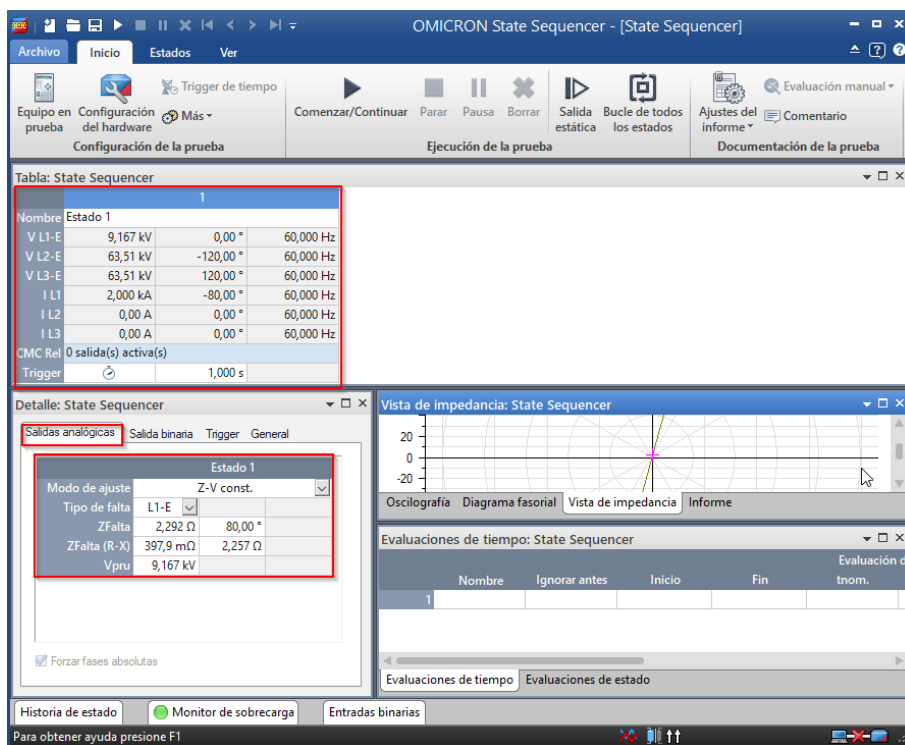 OMICRON State Sequencer - [State Sequencer]
Archivo Inicio Estados Ver
Equipo en prueba
Configuración del hardware
Trigger de tiempo
Más
Comenzar/Continuar
Parar
Pausa
Borrar
Salida estática
Bucle de todos los estados
Ajustes del informe
Evaluación manual
Comentario
Configuración de la prueba
Ejecución de la prueba
Documentación de la prueba
Tabla: State Sequencer
1
Nombre Estado 1
V L1-E 9,167 kV 0,00 ° 60,000 Hz
V L2-E 63,51 kV -120,00 ° 60,000 Hz
V L3-E 63,51 kV 120,00 ° 60,000 Hz
I L1 2,000 kA -80,00 ° 60,000 Hz
I L2 0,00 A 0,00 ° 60,000 Hz
I L3 0,00 A 0,00 ° 60,000 Hz
CMC Rel 0 salida(s) activa(s)
Trigger 1,000 s
Detalle: State Sequencer
Salidas analógicas Salida binaria Trigger General
Estado 1
Modo de ajuste Z-V const.
Tipo de falta L1-E
ZFalta 2,292 Ω 80,00 °
ZFalta (R-X) 397,9 mΩ 2,257 Ω
Vpru 9,167 kV
Forzar fases absolutas
Vista de impedancia: State Sequencer
20
0
-20
Oscilografía Diagrama fasorial Vista de impedancia Informe
Evaluaciones de tiempo: State Sequencer
Evaluación d
Nombre Ignorar antes Inicio Fin tnom.
1
Evaluaciones de tiempo Evaluaciones de estado
Historia de estado Monitor de sobrecarga Entradas binarias
Para obtener ayuda presione F1